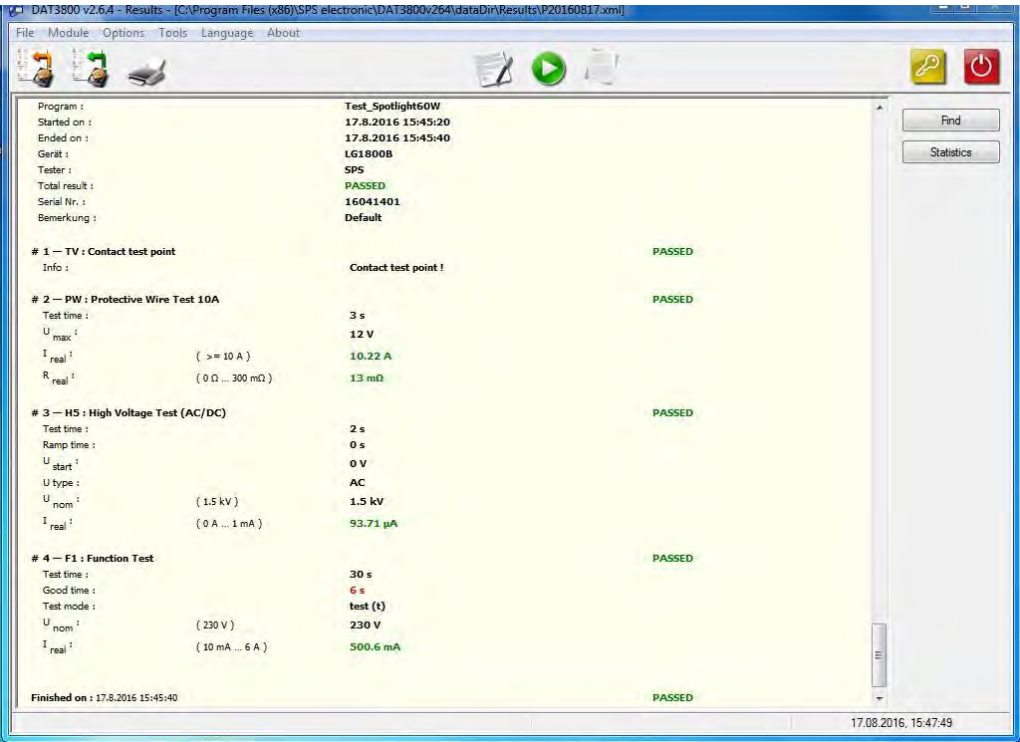 DAT3800 v2.6.4 - Results - [C:\Program Files (x86)\SPS electronic\DAT3800v264\dataDir\Results\P20160817.xml]
File Module Options Tools Language About
Program : Test_Spotlight60W
Started on : 17.8.2016 15:45:20
Ended on : 17.8.2016 15:45:40
Gerät : LG1800B
Tester : SPS
Total result : PASSED
Serial Nr. : 16041401
Bemerkung : Default
Find
Statistics
# 1 — TV : Contact test point PASSED
Info : Contact test point !
# 2 — PW : Protective Wire Test 10A PASSED
Test time : 3 s
U max : 12 V
I real : ( >= 10 A ) 10.22 A
R real : ( 0 Ω ... 300 mΩ ) 13 mΩ
# 3 — H5 : High Voltage Test (AC/DC) PASSED
Test time : 2 s
Ramp time : 0 s
U start : 0 V
U type : AC
U nom : ( 1.5 kV ) 1.5 kV
I real : ( 0 A ... 1 mA ) 93.71 µA
# 4 — F1 : Function Test PASSED
Test time : 30 s
Good time : 6 s
Test mode : test (t)
U nom : ( 230 V ) 230 V
I real : ( 10 mA ... 6 A ) 500.6 mA
Finished on : 17.8.2016 15:45:40 PASSED
17.08.2016, 15:47:49